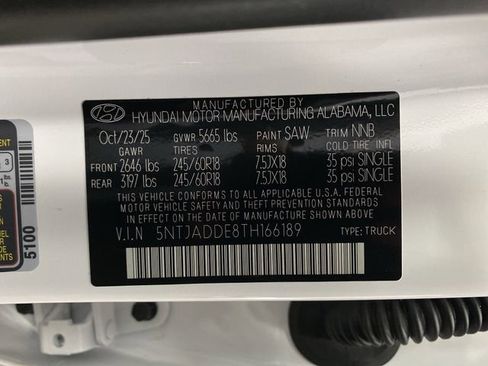 MANUFACTURED BY
HYUNDAI MOTOR MANUFACTURING ALABAMA, LLC
Oct/23/25 GVWR 5665 lbs PAINT SAW TRIM NNB
GAWR TIRES RIMS COLD TIRE INFL
FRONT 2646 lbs 245/60R18 7.5JX18 35 psi SINGLE
REAR 3197 lbs 245/60R18 7.5JX18 35 psi SINGLE
THIS VEHICLE CONFORMS TO ALL APPLICABLE U.S.A. FEDERAL
MOTOR VEHICLE SAFETY, BUMPER, AND THEFT PREVENTION
STANDARDS IN EFFECT ON THE DATE OF MANUFACTURE SHOWN ABOVE.
V.I.N 5NTJADDE8TH166189 TYPE: TRUCK
5100
3